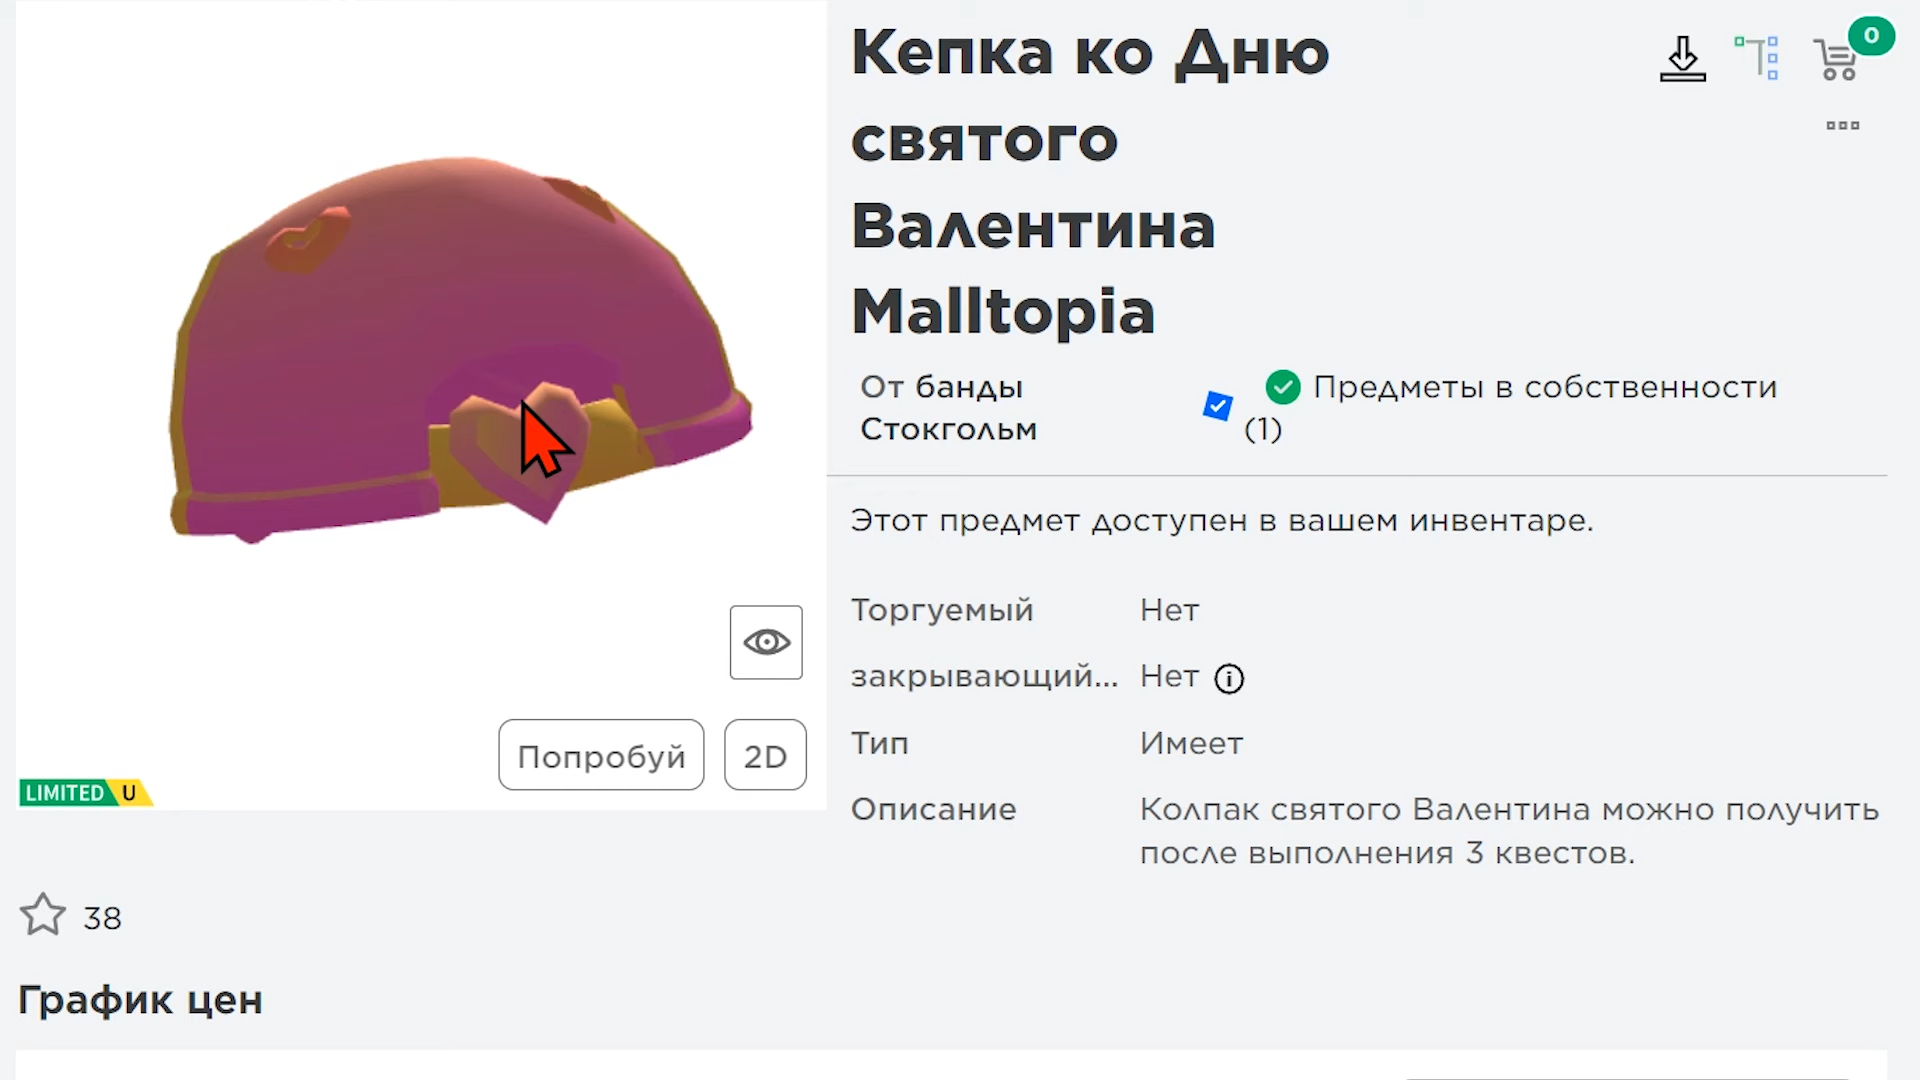 Кепка ко Дню
святого
Валентина
Malltopia
0
От банды
Стокгольм
Предметы в собственности
(1)
Этот предмет доступен в вашем инвентаре.
Торгуемый Нет
закрывающий... Нет
Тип Имеет
Описание Колпак святого Валентина можно получить
после выполнения 3 квестов.
Попробуй 2D
LIMITED U
38
График цен